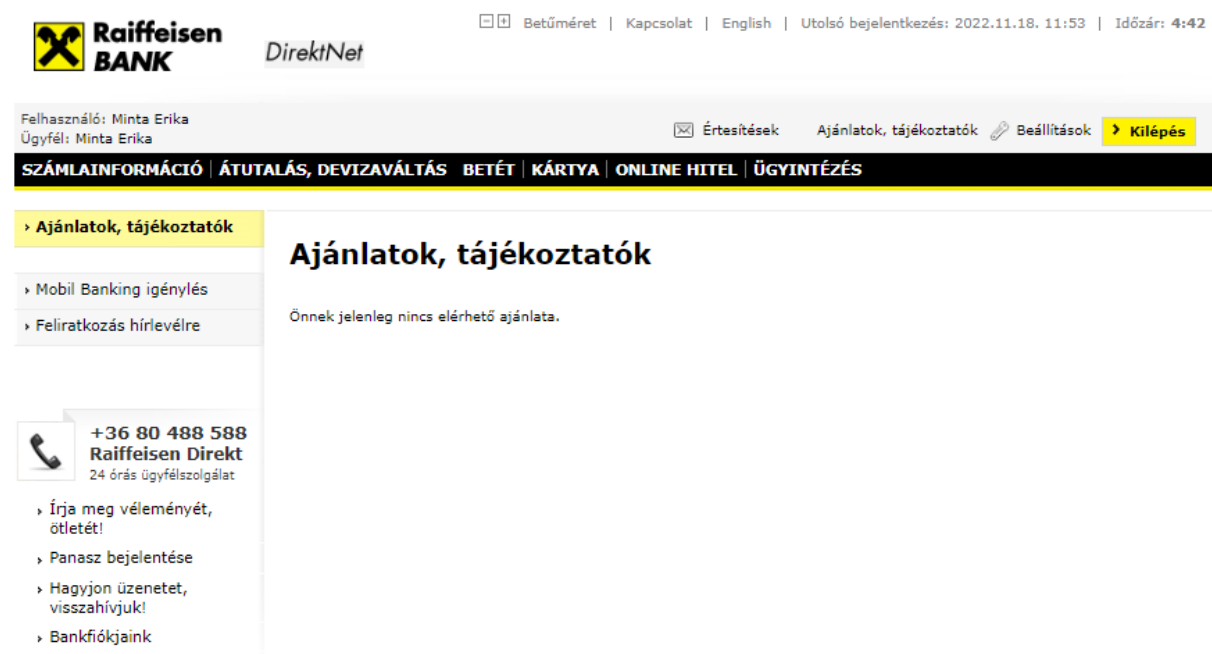 Raiffeisen
BANK
DirektNet
Betűméret | Kapcsolat | English | Utolsó bejelentkezés: 2022.11.18. 11:53 | Időzár: 4:42
Felhasználó: Minta Erika
Ügyfél: Minta Erika
Értesítések Ajánlatok, tájékoztatók Beállítások Kilépés
SZÁMLAINFORMÁCIÓ | ÁTUTALÁS, DEVIZAVÁLTÁS BETÉT | KÁRTYA | ONLINE HITEL | ÜGYINTÉZÉS
Ajánlatok, tájékoztatók
Mobil Banking igénylés
Feliratkozás hírlevélre
Ajánlatok, tájékoztatók
Önnek jelenleg nincs elérhető ajánlata.
+36 80 488 588
Raiffeisen Direkt
24 órás ügyfélszolgálat
Írja meg véleményét,
ötletét!
Panasz bejelentése
Hagyjon üzenetet,
visszahívjuk!
Bankfiókjaink